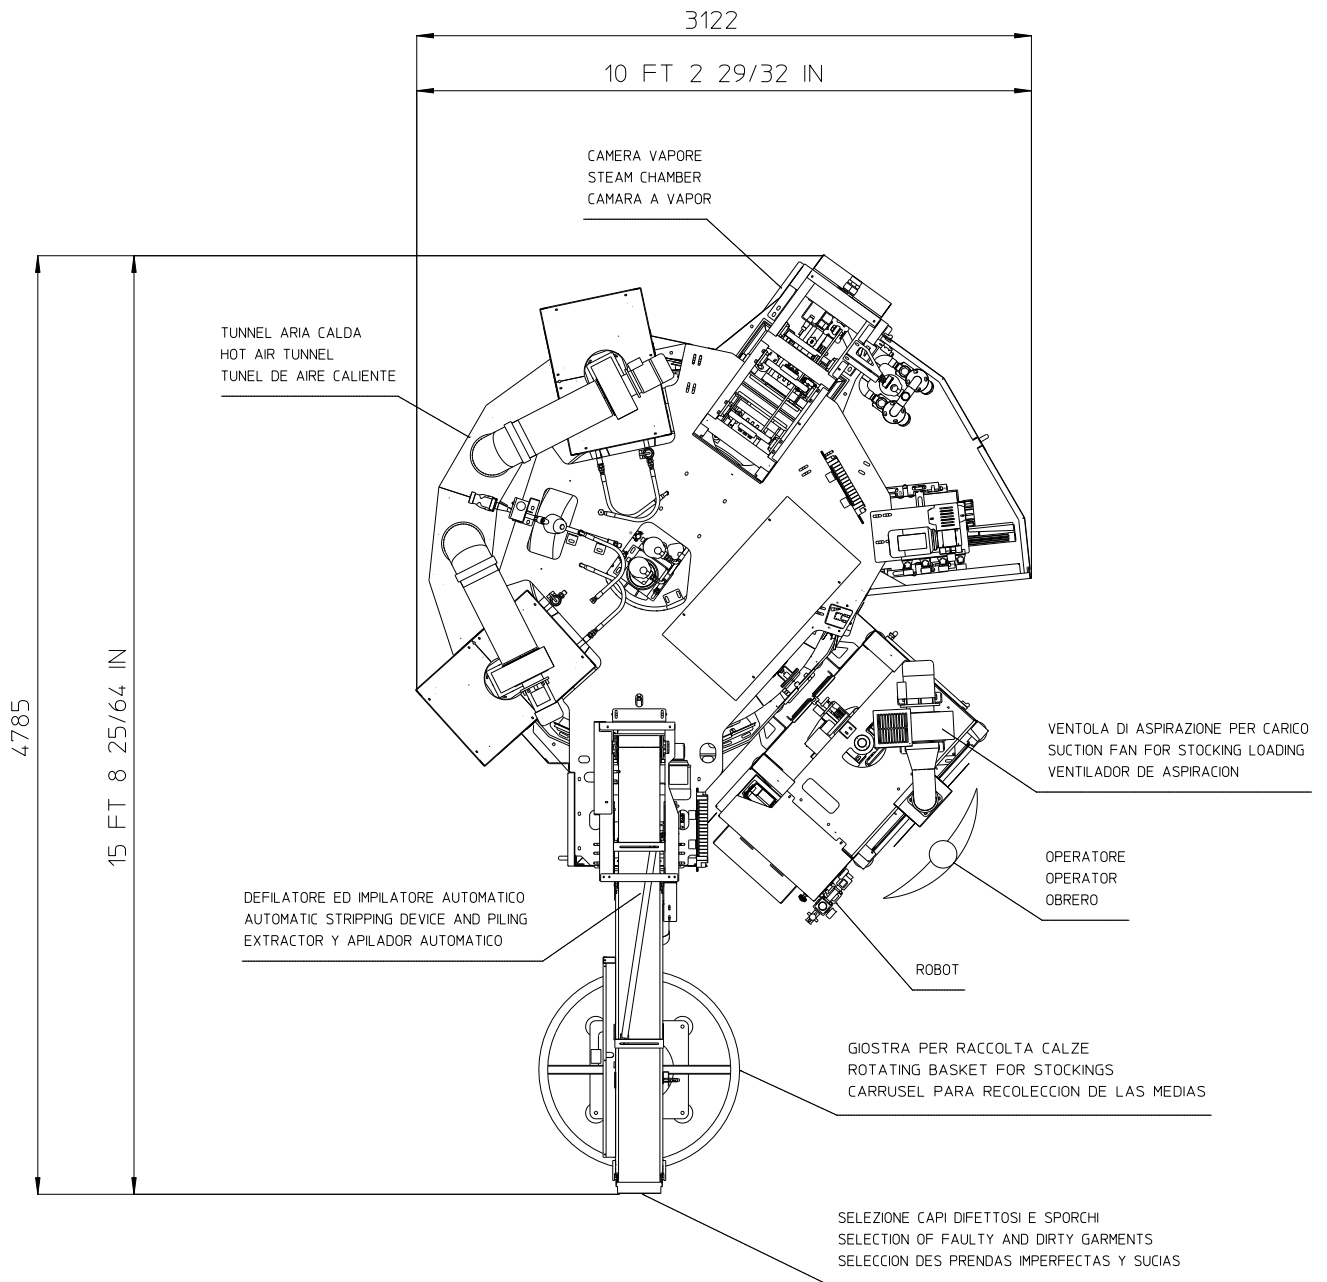 3122
10 FT 2 29/32 IN
CAMERA VAPORE
STEAM CHAMBER
CAMARA A VAPOR
TUNNEL ARIA CALDA
HOT AIR TUNNEL
TUNEL DE AIRE CALIENTE
4785
15 FT 8 25/64 IN
VENTOLA DI ASPIRAZIONE PER CARICO
SUCTION FAN FOR STOCKING LOADING
VENTILADOR DE ASPIRACION
OPERATORE
OPERATOR
OBRERO
DEFILATORE ED IMPILATORE AUTOMATICO
AUTOMATIC STRIPPING DEVICE AND PILING
EXTRACTOR Y APILADOR AUTOMATICO
ROBOT
GIOSTRA PER RACCOLTA CALZE
ROTATING BASKET FOR STOCKINGS
CARRUSEL PARA RECOLECCION DE LAS MEDIAS
SELEZIONE CAPI DIFETTOSI E SPORCHI
SELECTION OF FAULTY AND DIRTY GARMENTS
SELECCION DES PRENDAS IMPERFECTAS Y SUCIAS